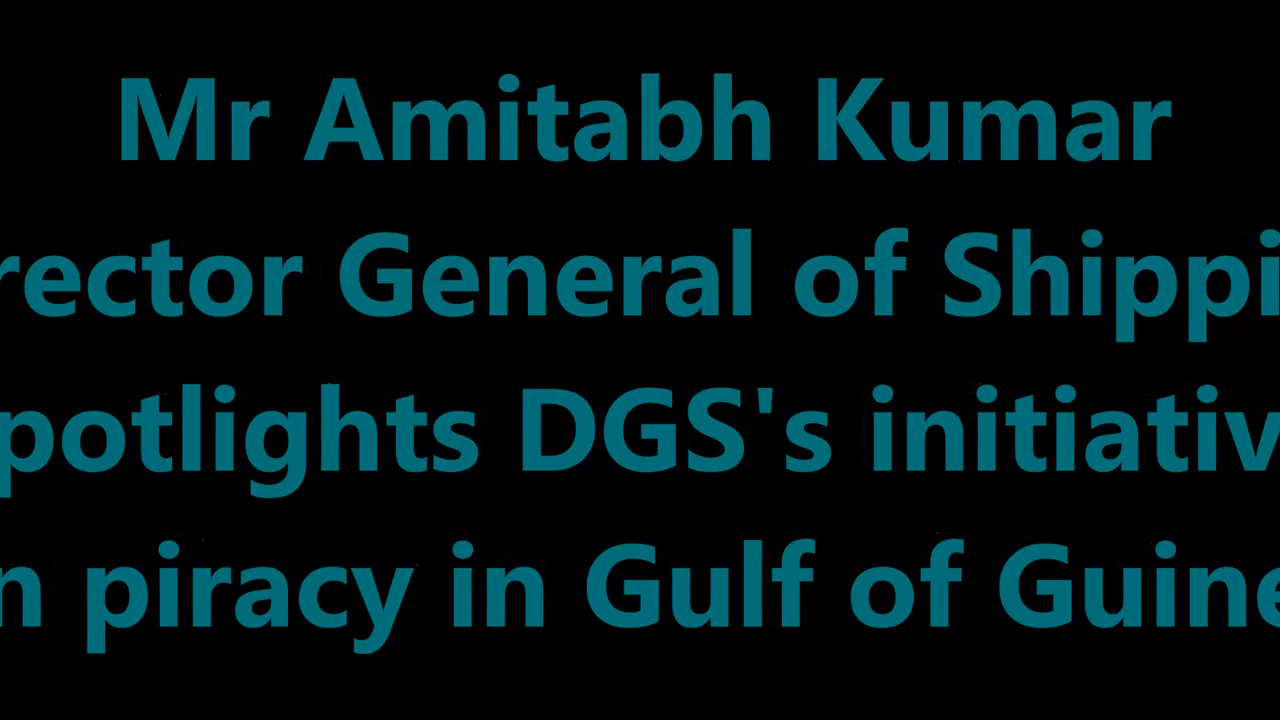 Mr Amitabh Kumar
rector General of Shippi
potlights DGS's initiativ
n piracy in Gulf of Guine